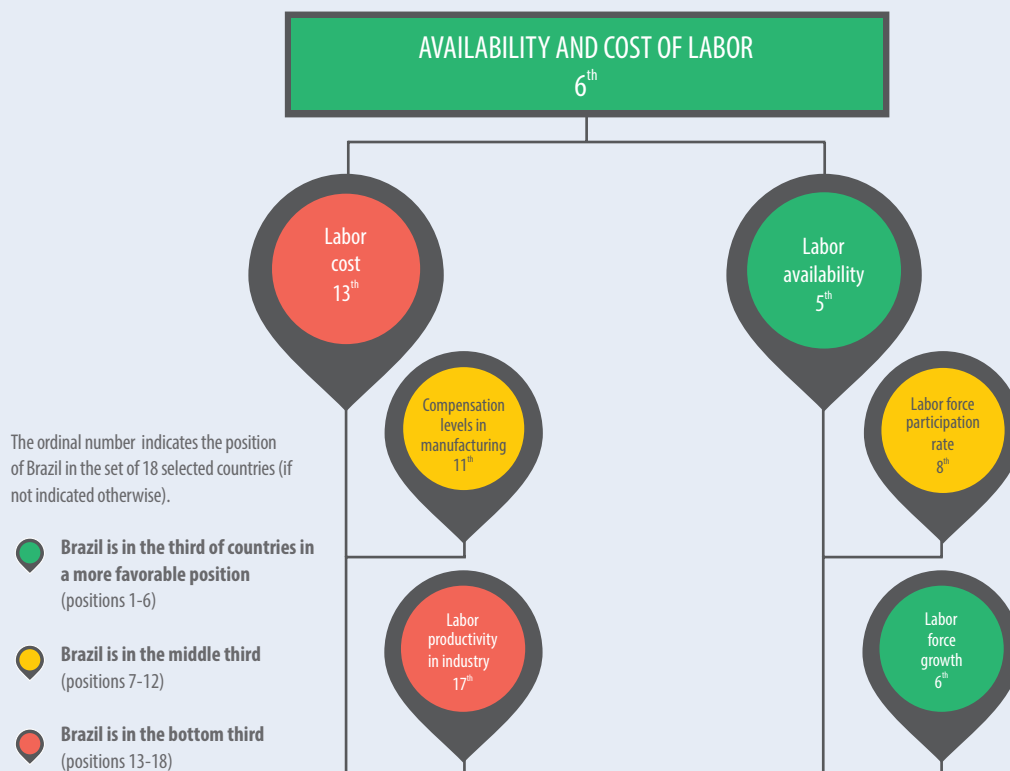 AVAILABILITY AND COST OF LABOR
6th
Labor
cost
13th
Labor
availability
5th
Compensation
levels in
manufacturing
11th
Labor force
participation
rate
8th
The ordinal number indicates the position
of Brazil in the set of 18 selected countries (if
not indicated otherwise).
Brazil is in the third of countries in
a more favorable position
(positions 1-6)
Brazil is in the middle third
(positions 7-12)
Brazil is in the bottom third
(positions 13-18)
Labor
productivity
in industry
17th
Labor
force
growth
6th